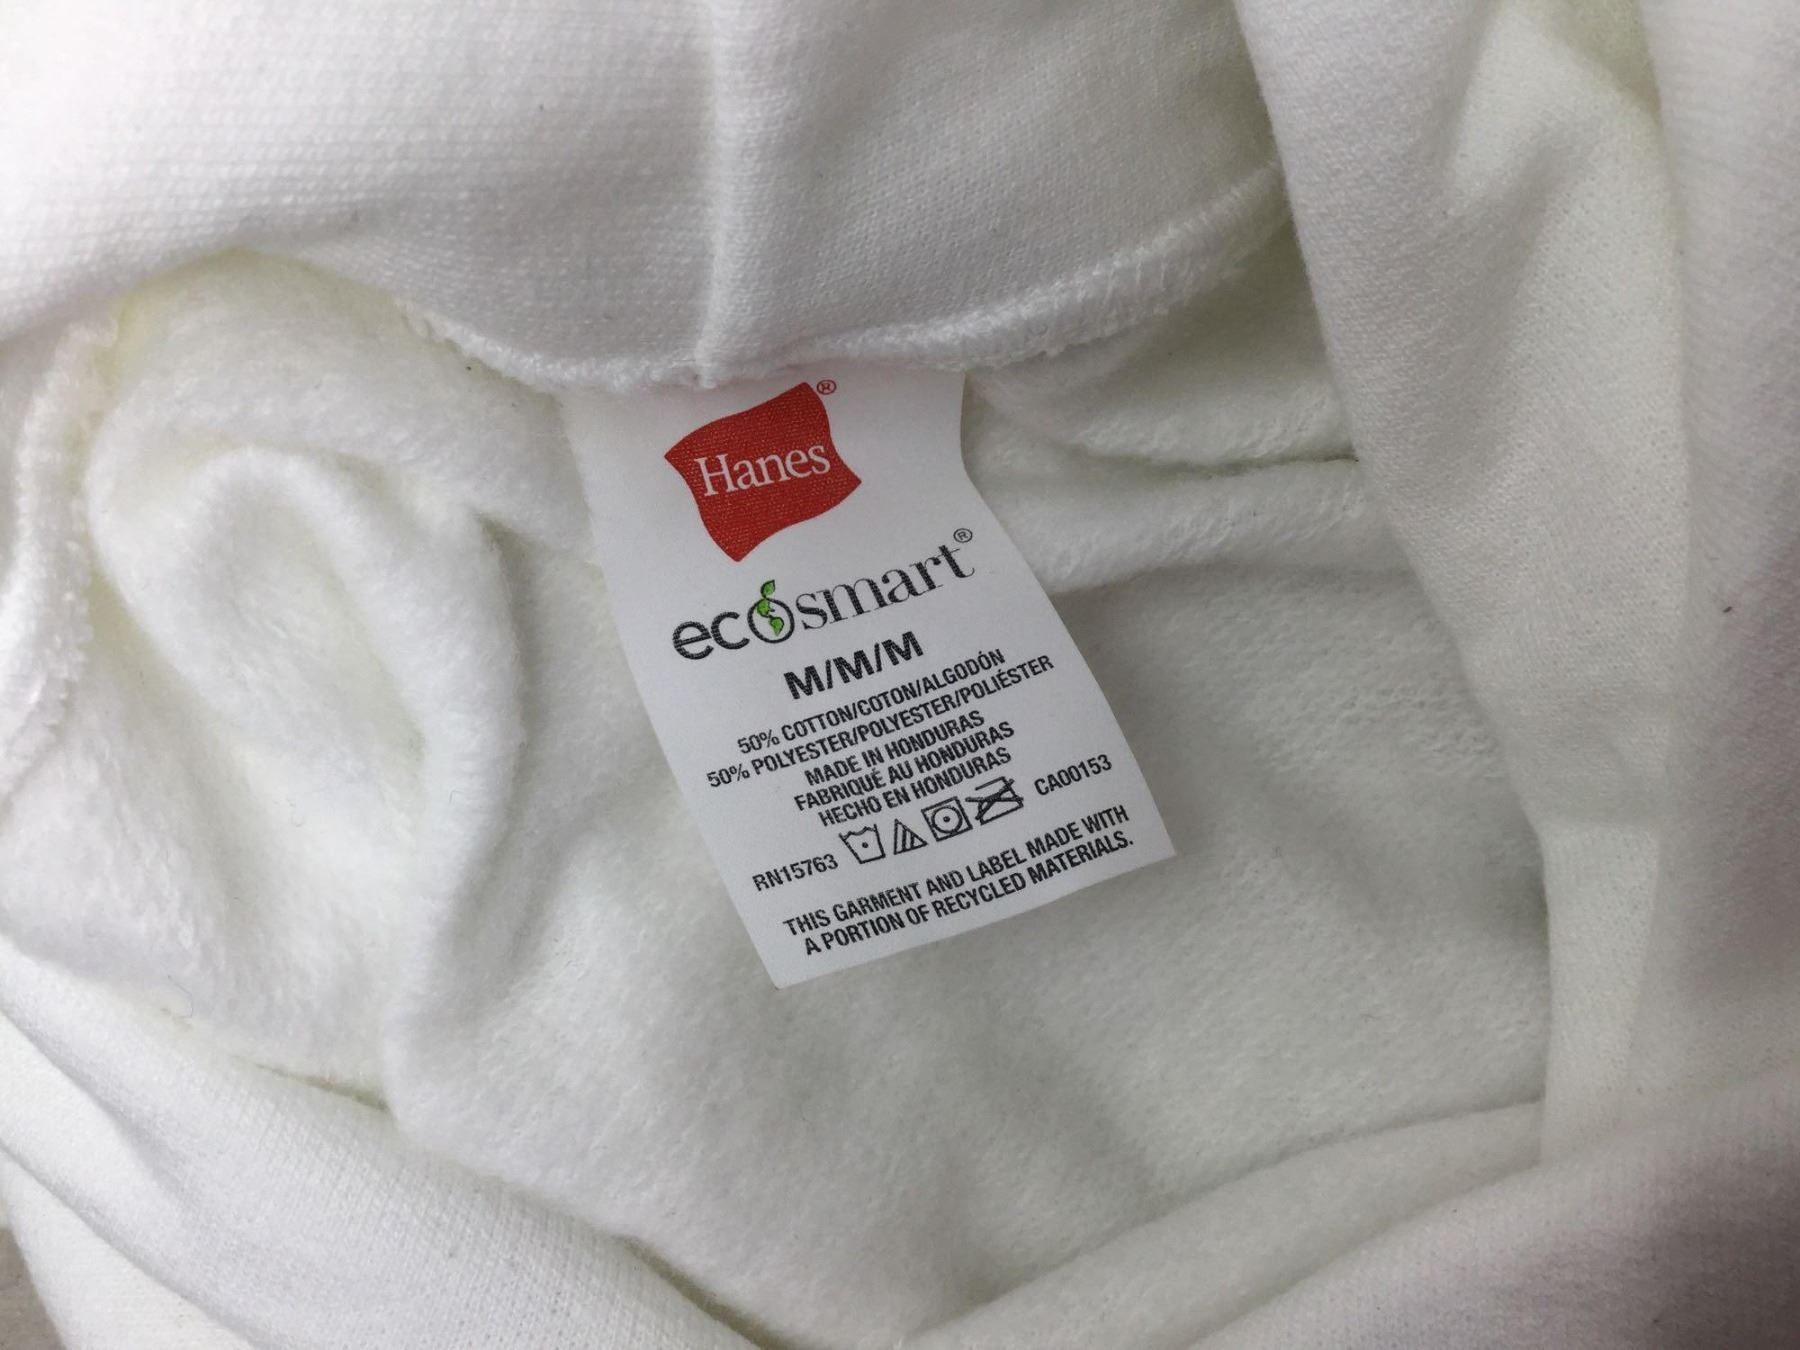 Hanes®
ecosmart®
M/M/M
50% COTTON/COTON/ALGODÓN
50% POLYESTER/POLYESTER/POLIÉSTER
MADE IN HONDURAS
FABRIQUÉ AU HONDURAS
HECHO EN HONDURAS
RN15763 CA00153
THIS GARMENT AND LABEL MADE WITH
A PORTION OF RECYCLED MATERIALS.